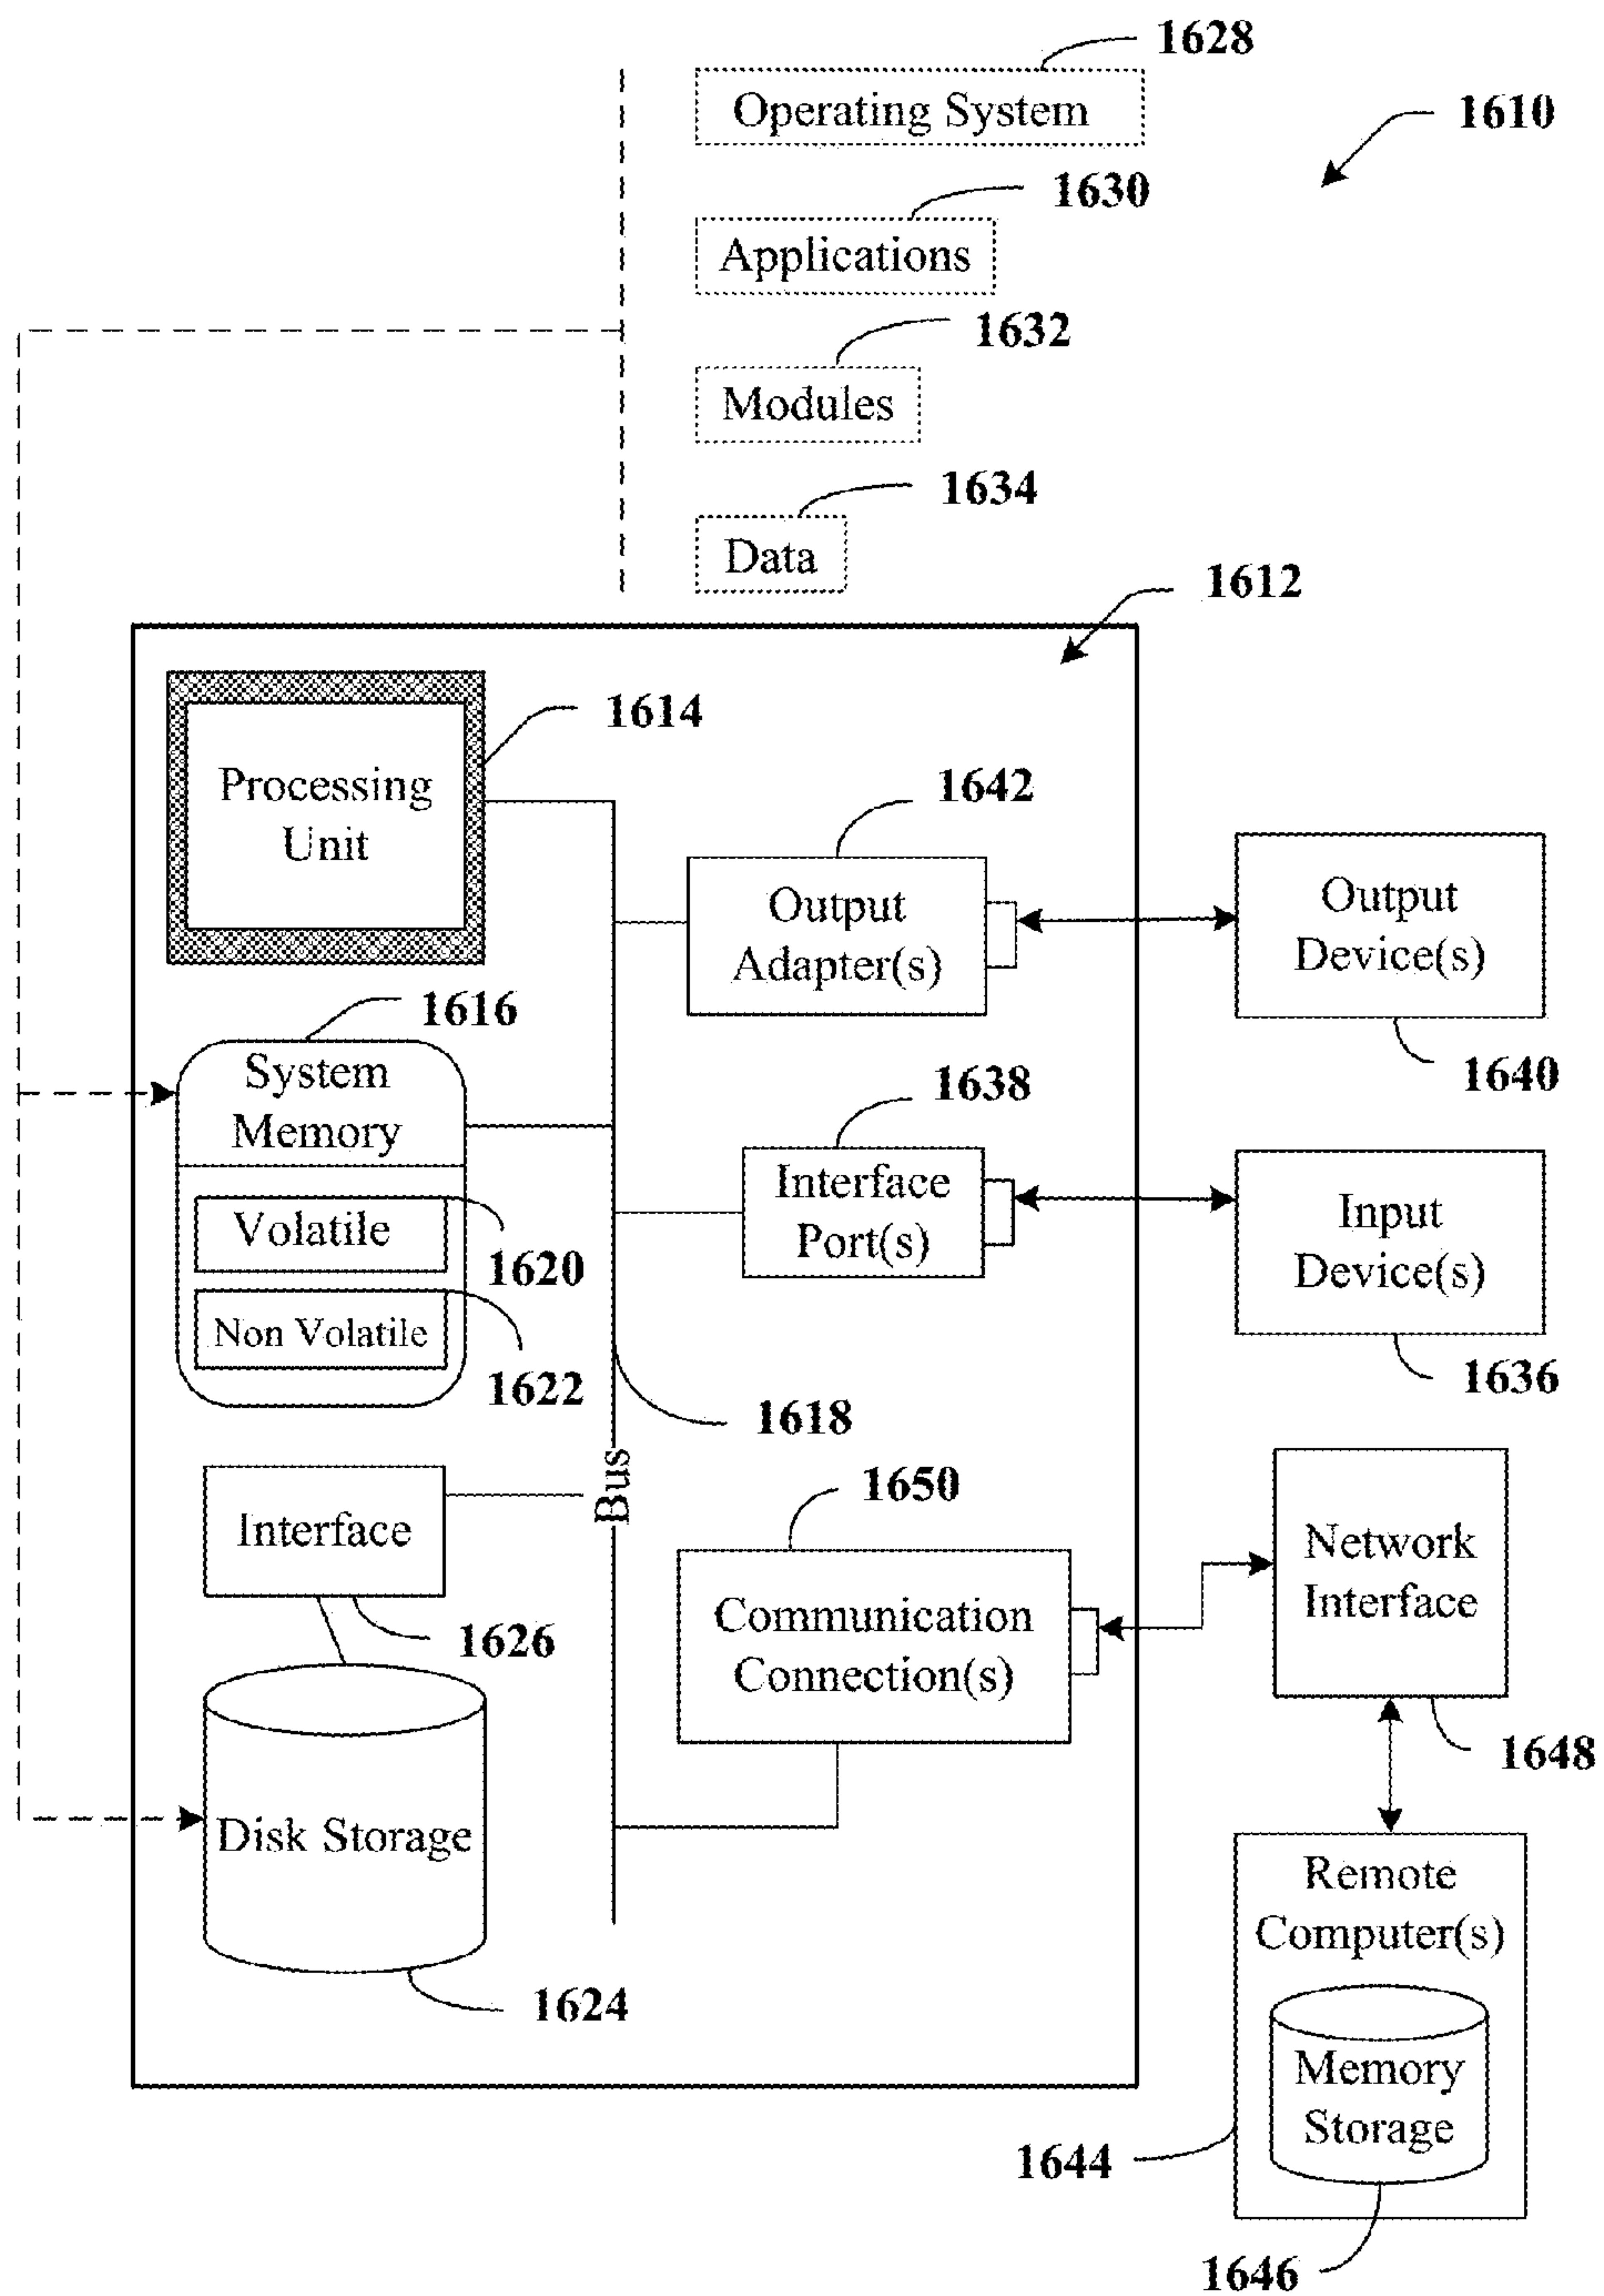 1628
Operating System
1610
1630
Applications
1632
Modules
1634
Data
1612
1614
Processing
Unit
1642
Output
Adapter(s)
Output
Device(s)
1640
1616
System
Memory
Volatile
1620
Non Volatile
1622
1638
Interface
Port(s)
Input
Device(s)
1636
1618
Bus
Interface
1626
1650
Communication
Connection(s)
Network
Interface
1648
Disk Storage
1624
Remote
Computer(s)
Memory
Storage
1644
1646